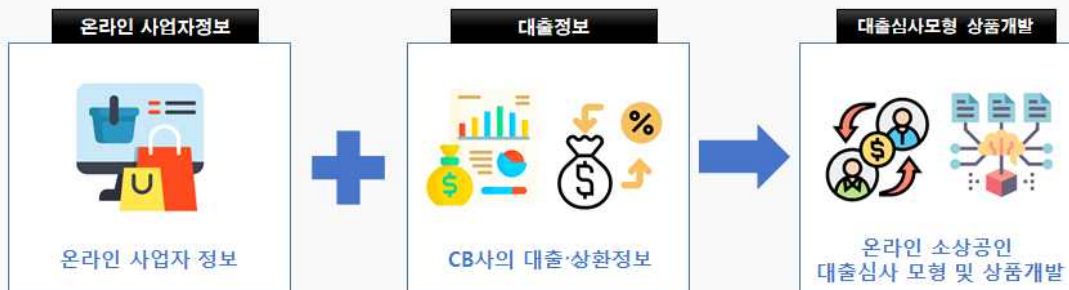 온라인 사업자정보
대출정보
대출심사모형 상품개발
%
$
$
$
온라인 사업자 정보
CB사의 대출·상환정보
온라인 소상공인
대출심사 모형 및 상품개발